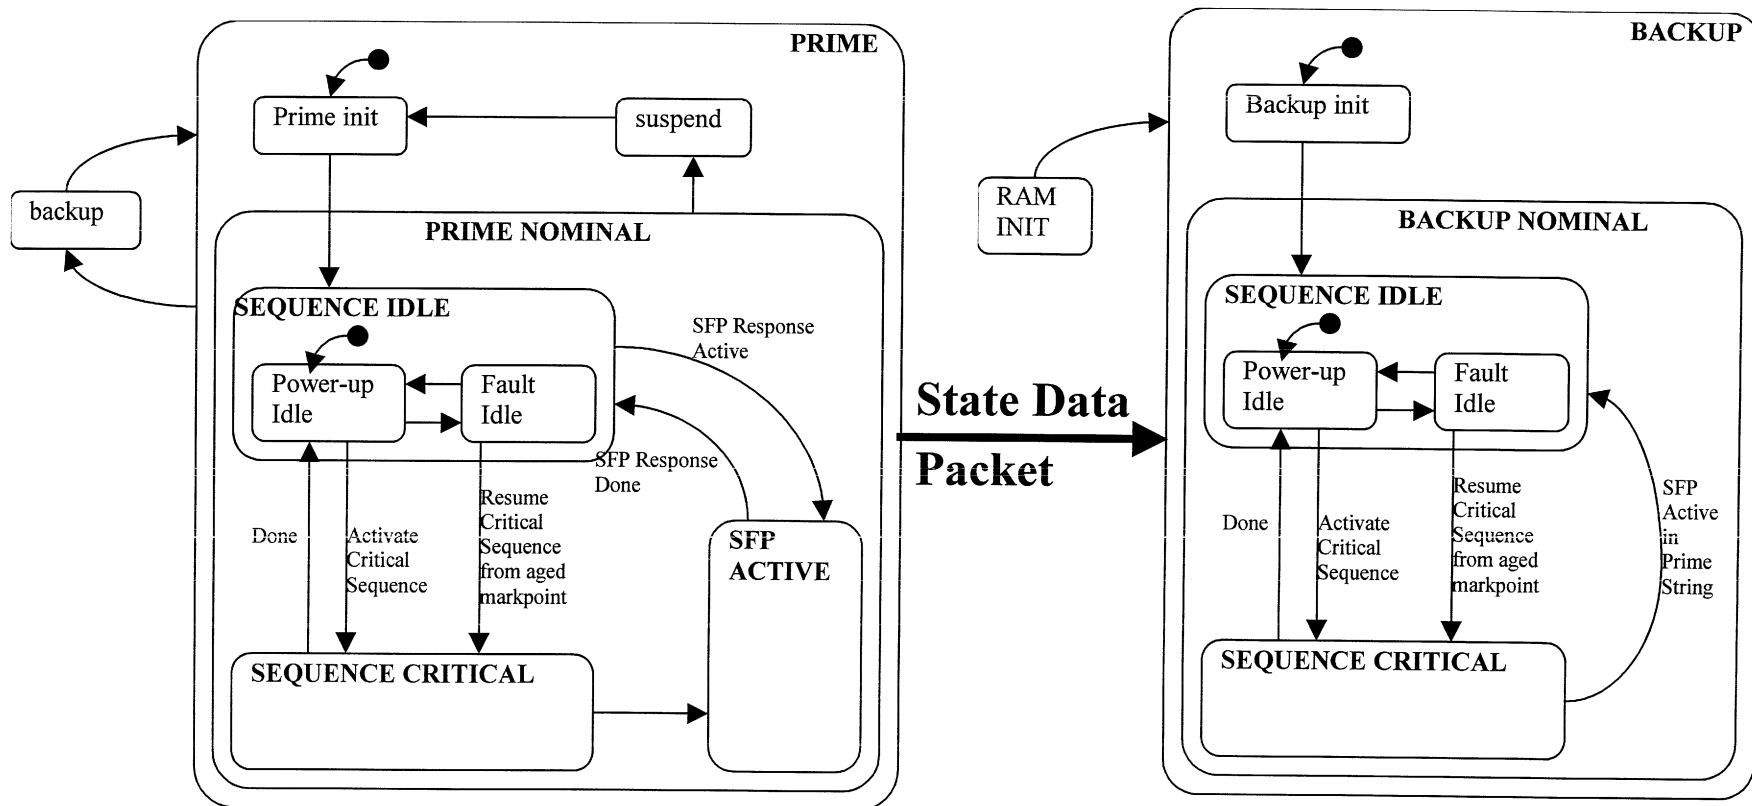 PRIME
Prime init
suspend
backup
PRIME NOMINAL
SEQUENCE IDLE
Power-up
Idle
Fault
Idle
SFP Response
Active
SFP Response
Done
Done
Activate
Critical
Sequence
Resume
Critical
Sequence
from aged
markpoint
SFP
ACTIVE
SEQUENCE CRITICAL
State Data
Packet
BACKUP
Backup init
RAM
INIT
BACKUP NOMINAL
SEQUENCE IDLE
Power-up
Idle
Fault
Idle
Done
Activate
Critical
Sequence
Resume
Critical
Sequence
from aged
markpoint
SFP
Active
in
Prime
String
SEQUENCE CRITICAL